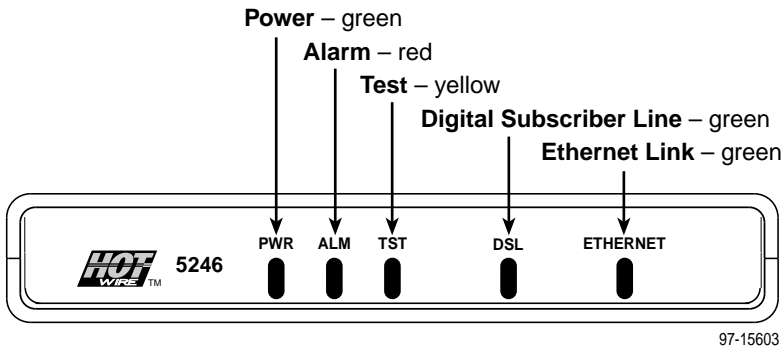 Power – green
Alarm – red
Test – yellow
Digital Subscriber Line – green
Ethernet Link – green
HOT WIRE TM 5246 PWR ALM TST DSL ETHERNET
97-15603